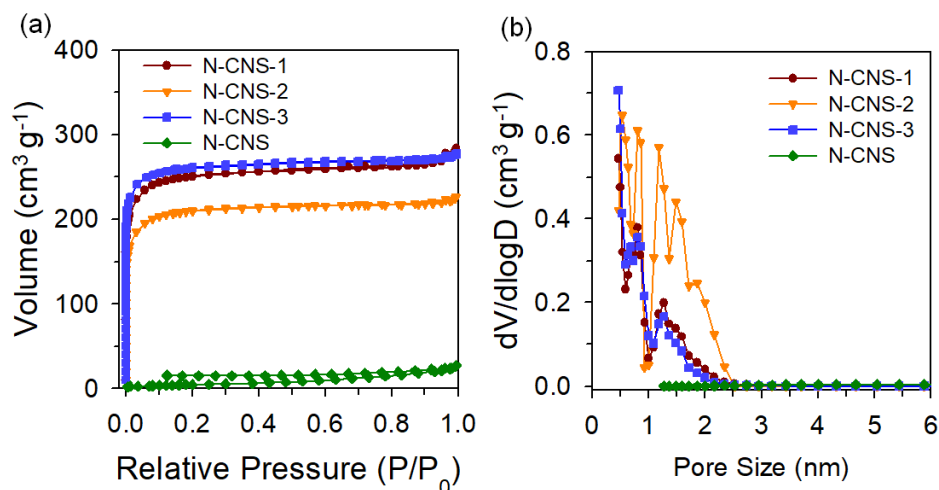 (a)
400
300
200
100
0
Volume (cm³ g⁻¹)
N-CNS-1
N-CNS-2
N-CNS-3
N-CNS
0.0 0.2 0.4 0.6 0.8 1.0
Relative Pressure (P/P₀)
(b)
0.8
0.6
0.4
0.2
0.0
dV/dlogD (cm³ g⁻¹)
N-CNS-1
N-CNS-2
N-CNS-3
N-CNS
0 1 2 3 4 5 6
Pore Size (nm)